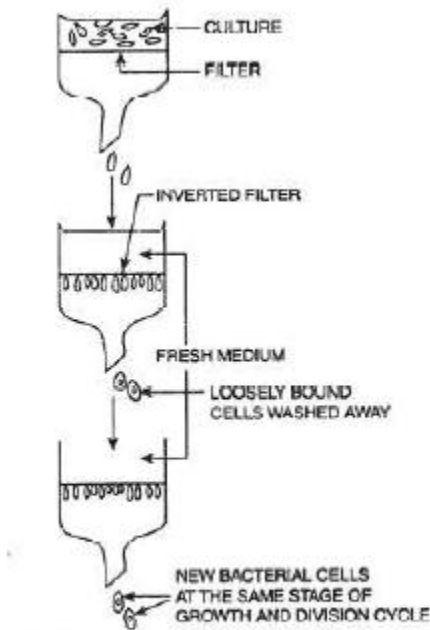 CULTURE
FILTER
INVERTED FILTER
FRESH MEDIUM
LOOSELY BOUND
CELLS WASHED AWAY
NEW BACTERIAL CELLS
AT THE SAME STAGE OF
GROWTH AND DIVISION CYCLE